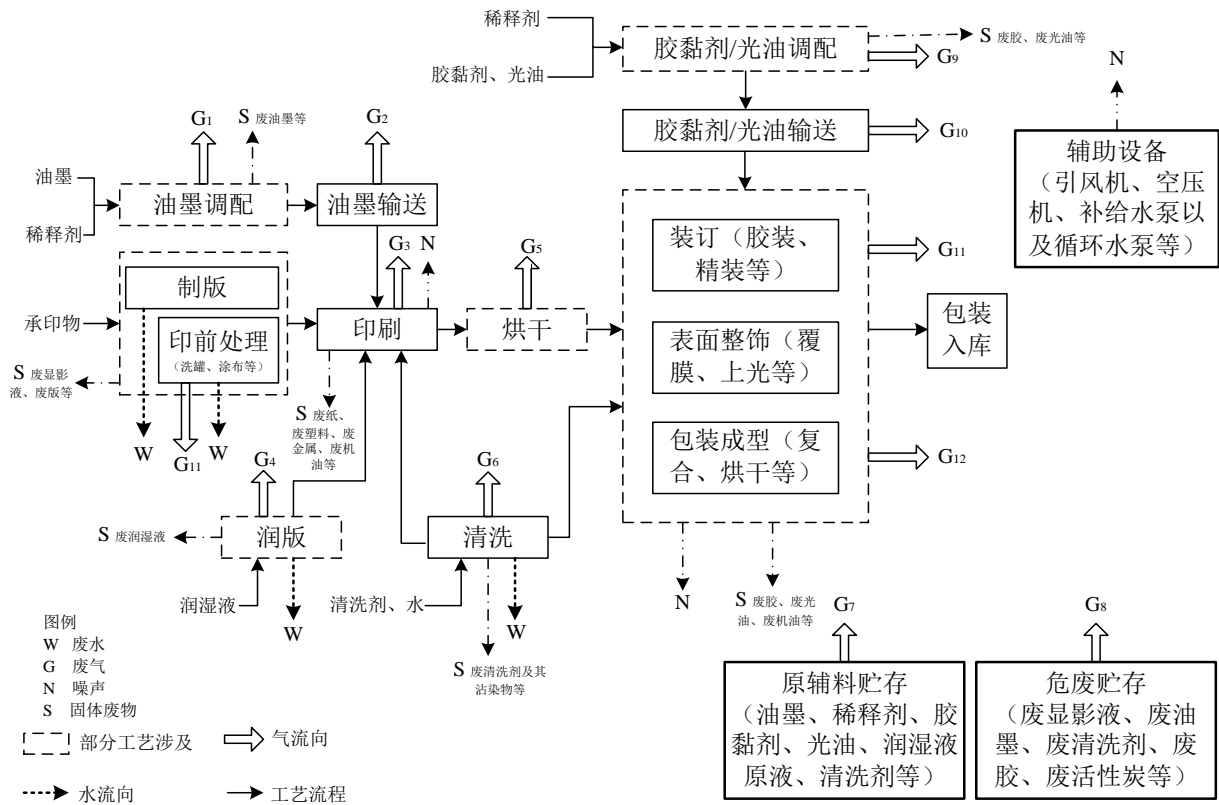 稀释剂
胶黏剂、光油
胶黏剂/光油调配
S 废胶、废光油等
G9
胶黏剂/光油输送
G10
N
辅助设备
（引风机、空压
机、补给水泵以
及循环水泵等）
G1
S 废油墨等
G2
油墨
稀释剂
油墨调配
油墨输送
G3
N
G5
制版
承印物
印前处理
（洗罐、涂布等）
印刷
烘干
S 废显影
液、废版等
W
G11
W
S 废纸、
废塑料、废
金属、废机
油等
装订（胶装、
精装等）
G11
表面整饰（覆
膜、上光等）
包装
入库
包装成型（复
合、烘干等）
G12
G4
S 废润湿液
润版
润湿液
W
G6
清洗
清洗剂、水
W
S 废清洗剂及其
沾染物等
N
S 废胶、废光
油、废机油等
G7
原辅料贮存
（油墨、稀释剂、胶
黏剂、光油、润湿液
原液、清洗剂等）
G8
危废贮存
（废显影液、废油
墨、废清洗剂、废
胶、废活性炭等）
图例
W 废水
G 废气
N 噪声
S 固体废物
部分工艺涉及
气流向
水流向
工艺流程